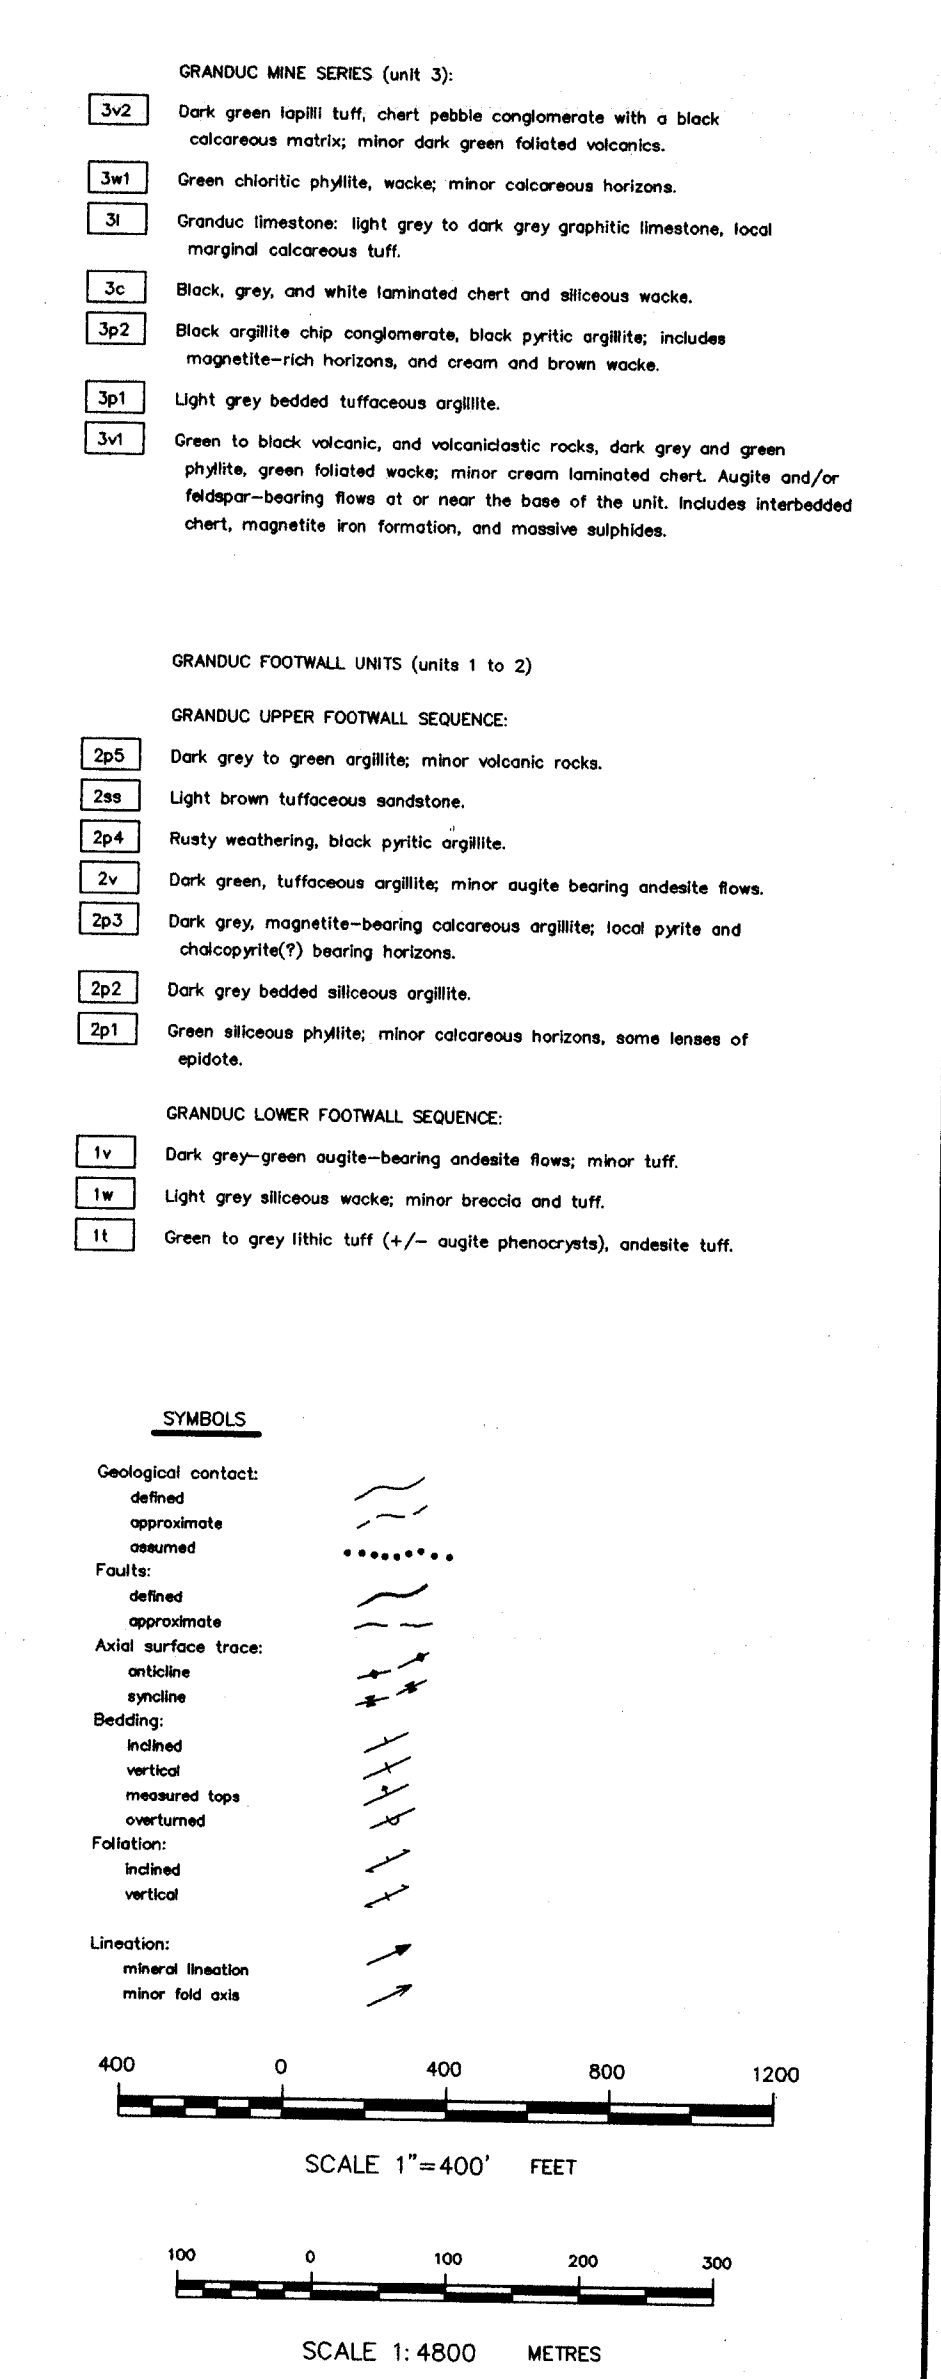 GRANDUC MINE SERIES (unit 3):
3v2 Dark green lapilli tuff, chert pebble conglomerate with a black
calcareous matrix; minor dark green foliated volcanics.
3w1 Green chloritic phyllite, wacke; minor calcareous horizons.
3l Granduc limestone: light grey to dark grey graphitic limestone, local
marginal calcareous tuff.
3c Black, grey, and white laminated chert and siliceous wacke.
3p2 Black argillite chip conglomerate, black pyritic argillite; includes
magnetite-rich horizons, and cream and brown wacke.
3p1 Light grey bedded tuffaceous argillite.
3v1 Green to black volcanic, and volcaniclastic rocks, dark grey and green
phyllite, green foliated wacke; minor cream laminated chert. Augite and/or
feldspar-bearing flows at or near the base of the unit. Includes interbedded
chert, magnetite iron formation, and massive sulphides.
GRANDUC FOOTWALL UNITS (units 1 to 2)
GRANDUC UPPER FOOTWALL SEQUENCE:
2p5 Dark grey to green argillite; minor volcanic rocks.
2ss Light brown tuffaceous sandstone.
2p4 Rusty weathering, black pyritic argillite.
2v Dark green, tuffaceous argillite; minor augite bearing andesite flows.
2p3 Dark grey, magnetite-bearing calcareous argillite; local pyrite and
chalcopyrite(?) bearing horizons.
2p2 Dark grey bedded siliceous argillite.
2p1 Green siliceous phyllite; minor calcareous horizons, some lenses of
epidote.
GRANDUC LOWER FOOTWALL SEQUENCE:
1v Dark grey-green augite-bearing andesite flows; minor tuff.
1w Light grey siliceous wacke; minor breccia and tuff.
1t Green to grey lithic tuff (+/- augite phenocrysts), andesite tuff.
SYMBOLS
Geological contact:
defined
approximate
assumed
Faults:
defined
approximate
Axial surface trace:
anticline
syncline
Bedding:
inclined
vertical
measured tops
overturned
Foliation:
inclined
vertical
Lineation:
mineral lineation
minor fold axis
400 0 400 800 1200
SCALE 1"=400' FEET
100 0 100 200 300
SCALE 1:4800 METRES